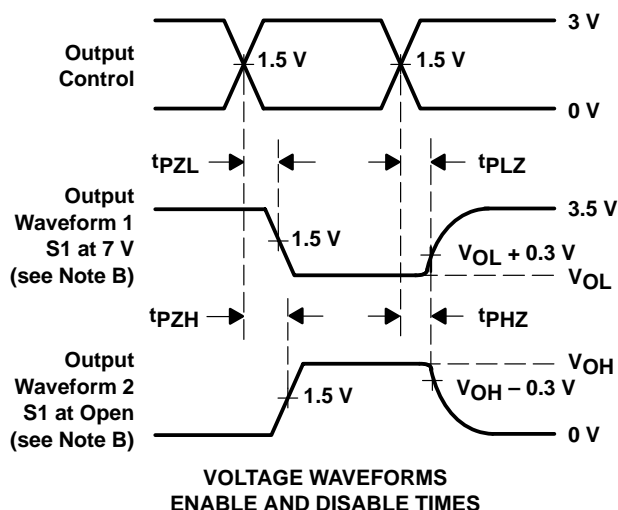 Output
Control
3 V
1.5 V
1.5 V
0 V
tPZL
tPLZ
Output
Waveform 1
S1 at 7 V
(see Note B)
3.5 V
1.5 V
VOL + 0.3 V
VOL
tPZH
tPHZ
Output
Waveform 2
S1 at Open
(see Note B)
VOH
1.5 V
VOH – 0.3 V
0 V
VOLTAGE WAVEFORMS
ENABLE AND DISABLE TIMES